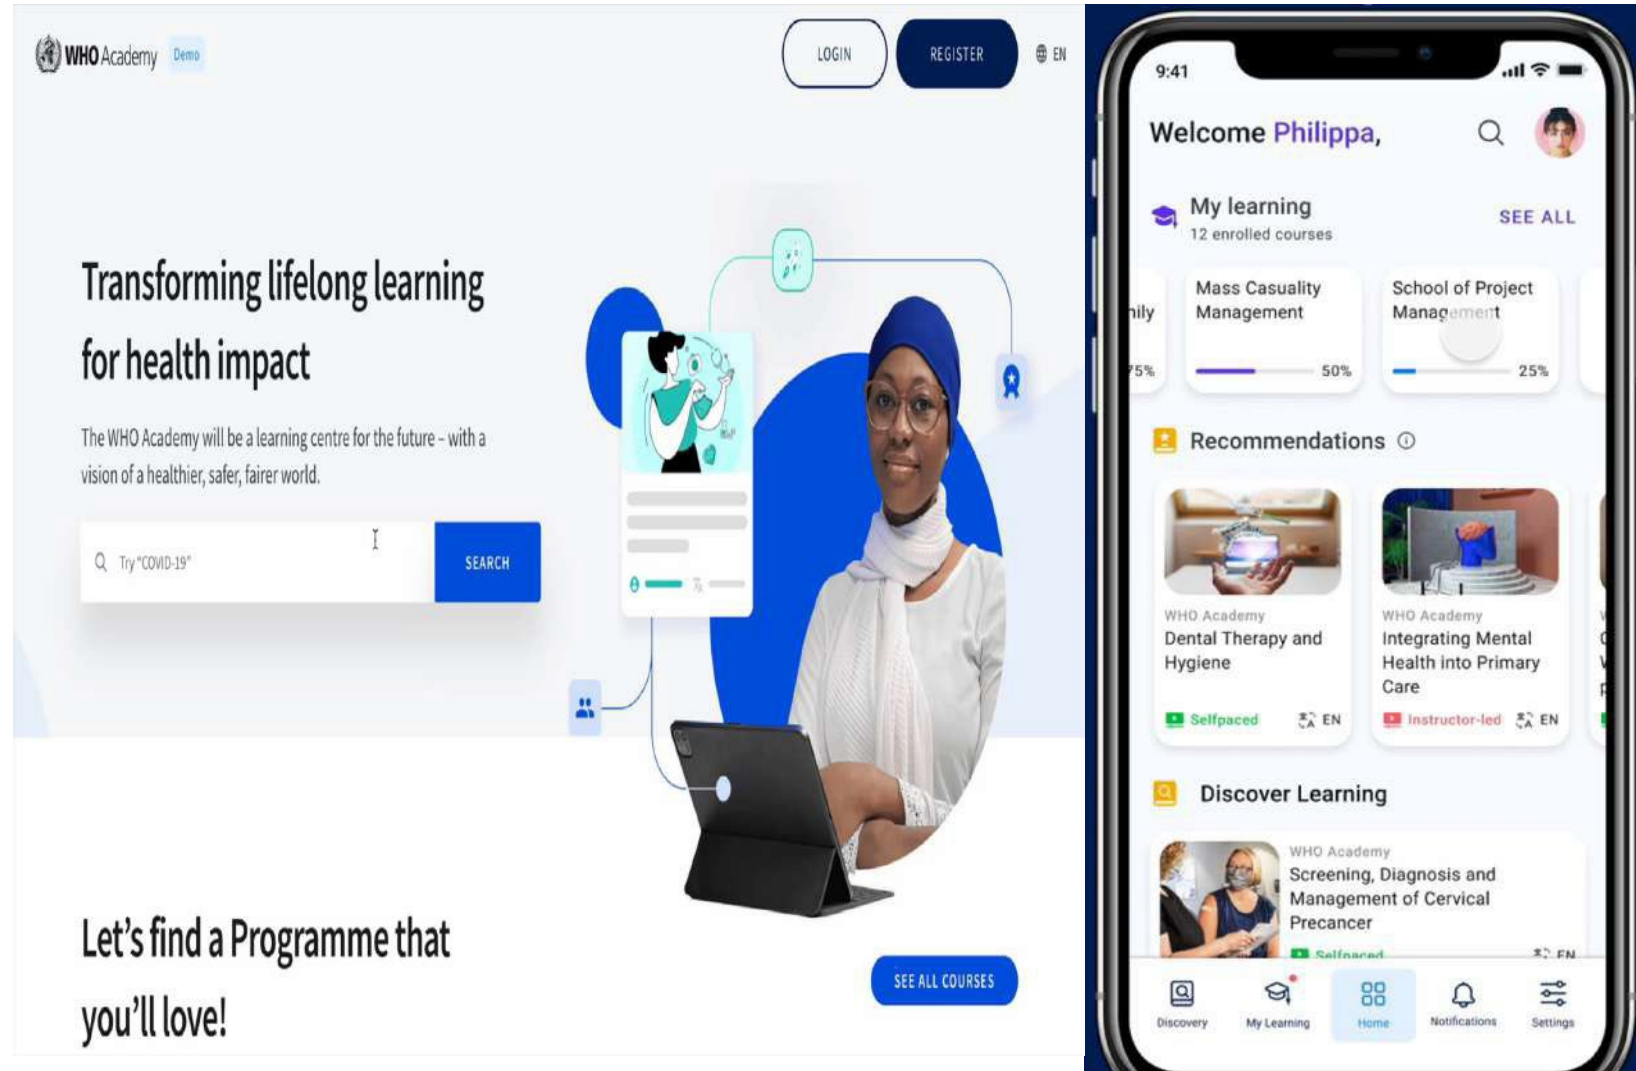 WHO Academy Demo
LOGIN
REGISTER
EN
Transforming lifelong learning
for health impact
The WHO Academy will be a learning centre for the future – with a
vision of a healthier, safer, fairer world.
Try "COVID-19"
SEARCH
Let's find a Programme that
you'll love!
SEE ALL COURSES
9:41
Welcome Philippa,
My learning
12 enrolled courses
SEE ALL
nily
75%
Mass Casuality
Management
50%
School of Project
Management
25%
Recommendations
WHO Academy
Dental Therapy and
Hygiene
Selfpaced
EN
WHO Academy
Integrating Mental
Health into Primary
Care
Instructor-led
EN
Discover Learning
WHO Academy
Screening, Diagnosis and
Management of Cervical
Precancer
Selfpaced
EN
Discovery
My Learning
Home
Notifications
Settings